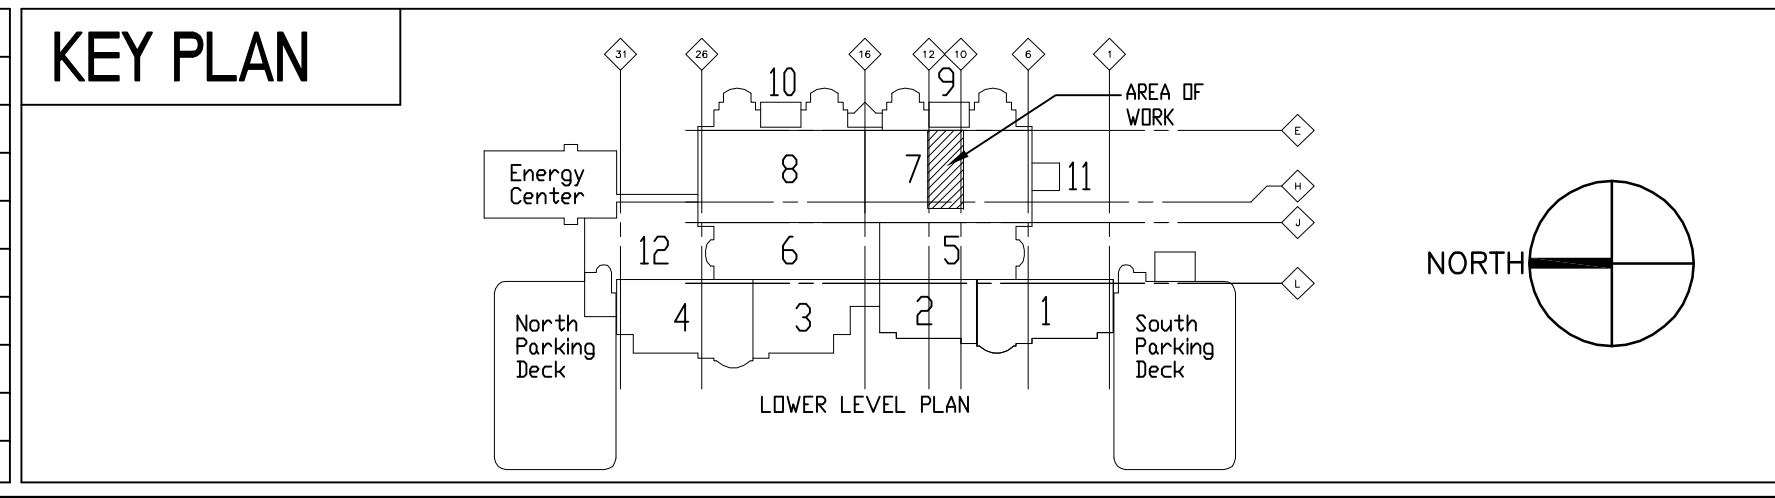 KEY PLAN
31
26
16
12
10
6
1
10
9
AREA OF
WORK
E
8
7
11
Energy
Center
H
J
12
6
5
NORTH
L
4
3
2
1
North
Parking
Deck
South
Parking
Deck
LOWER LEVEL PLAN